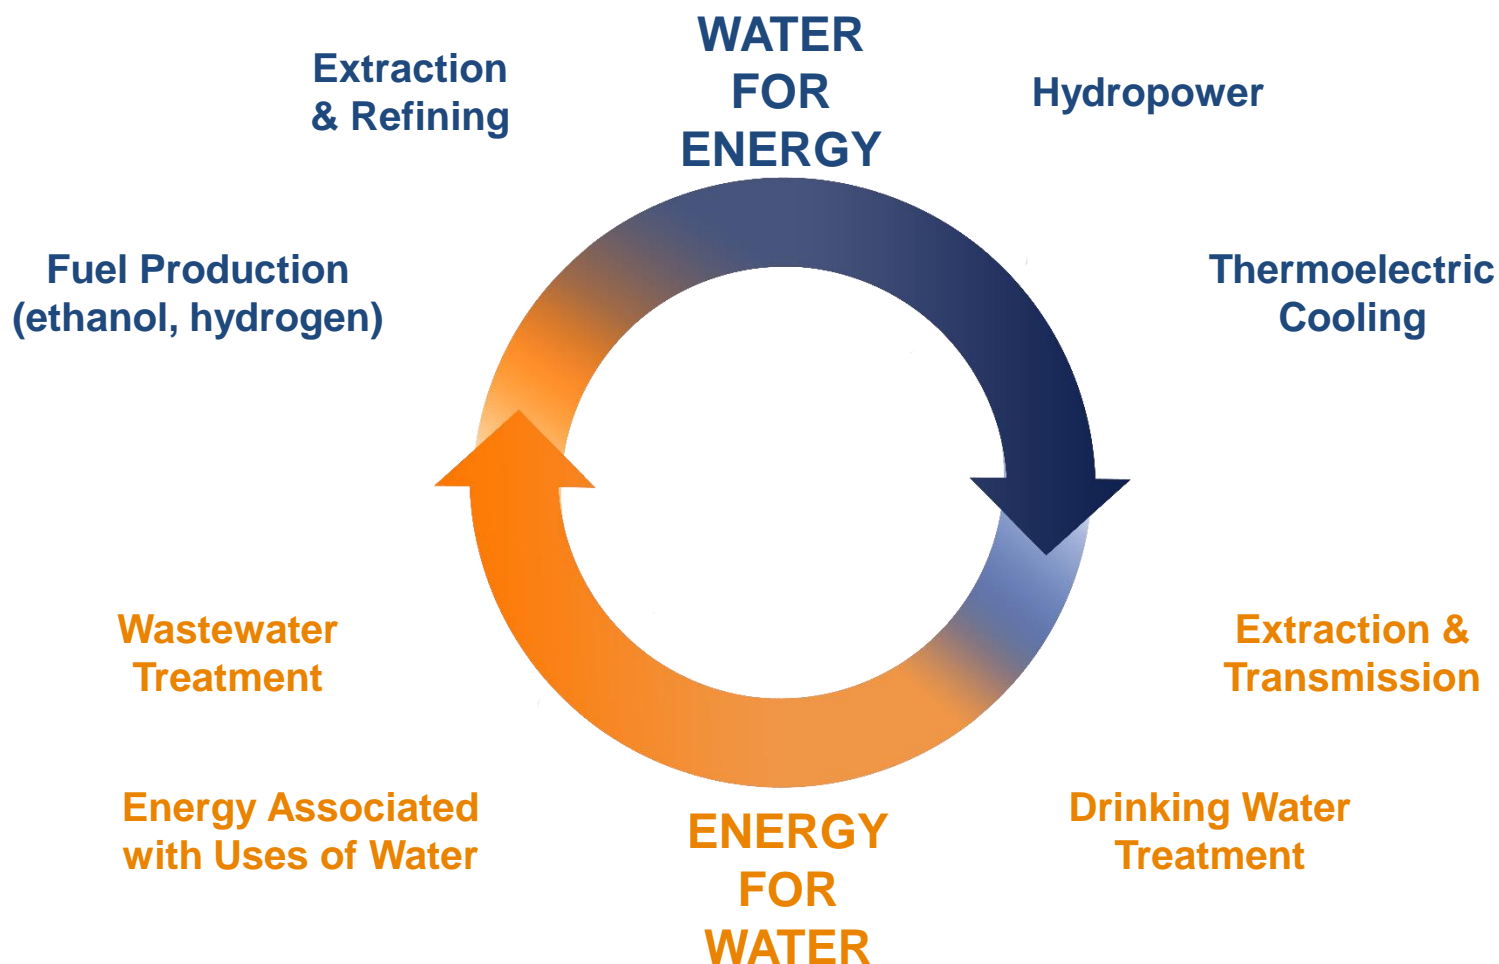 WATER
FOR
ENERGY
Extraction
& Refining
Hydropower
Fuel Production
(ethanol, hydrogen)
Thermoelectric
Cooling
Wastewater
Treatment
Extraction &
Transmission
Energy Associated
with Uses of Water
Drinking Water
Treatment
ENERGY
FOR
WATER